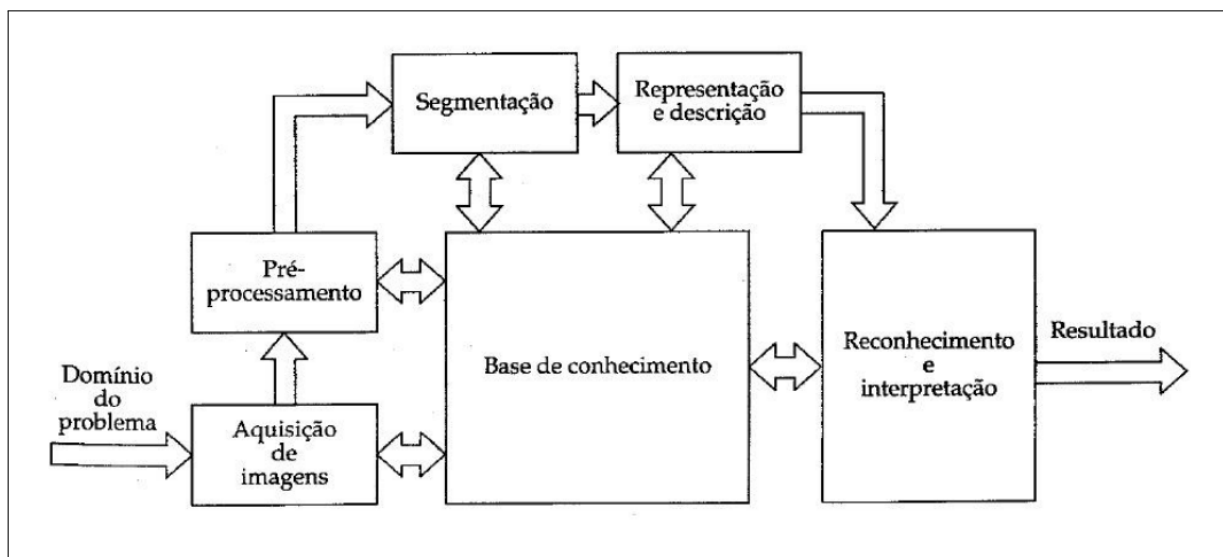 Segmentação
Representação
e descrição
Pré-
processamento
Base de conhecimento
Reconhecimento
e
interpretação
Resultado
Domínio
do
problema
Aquisição
de
imagens